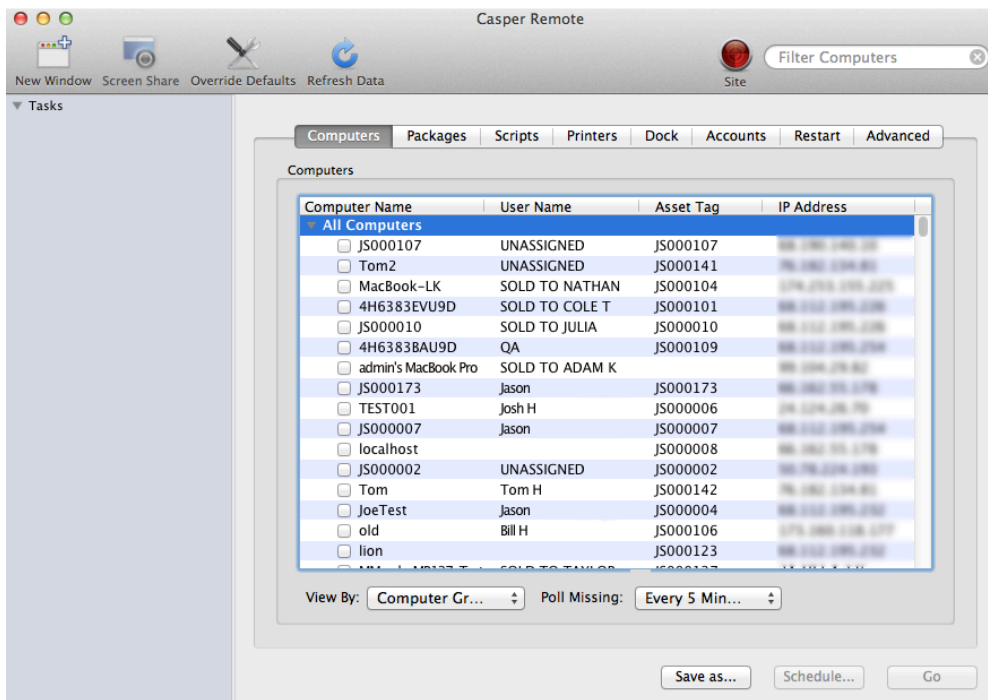 Casper Remote
New Window Screen Share Override Defaults Refresh Data Site Filter Computers
Tasks
Computers Packages Scripts Printers Dock Accounts Restart Advanced
Computers
Computer Name User Name Asset Tag IP Address
All Computers
JS000107 UNASSIGNED JS000107
Tom2 UNASSIGNED JS000141
MacBook-LK SOLD TO NATHAN JS000104
4H6383EVU9D SOLD TO COLE T JS000101
JS000010 SOLD TO JULIA JS000010
4H6383BAU9D QA JS000109
admin's MacBook Pro SOLD TO ADAM K
JS000173 Jason JS000173
TEST001 Josh H JS000006
JS000007 Jason JS000007
localhost JS000008
JS000002 UNASSIGNED JS000002
Tom Tom H JS000142
JoeTest Jason JS000004
old Bill H JS000106
lion JS000123
SOLD TO TAYLOR
View By: Computer Gr... Poll Missing: Every 5 Min...
Save as... Schedule... Go